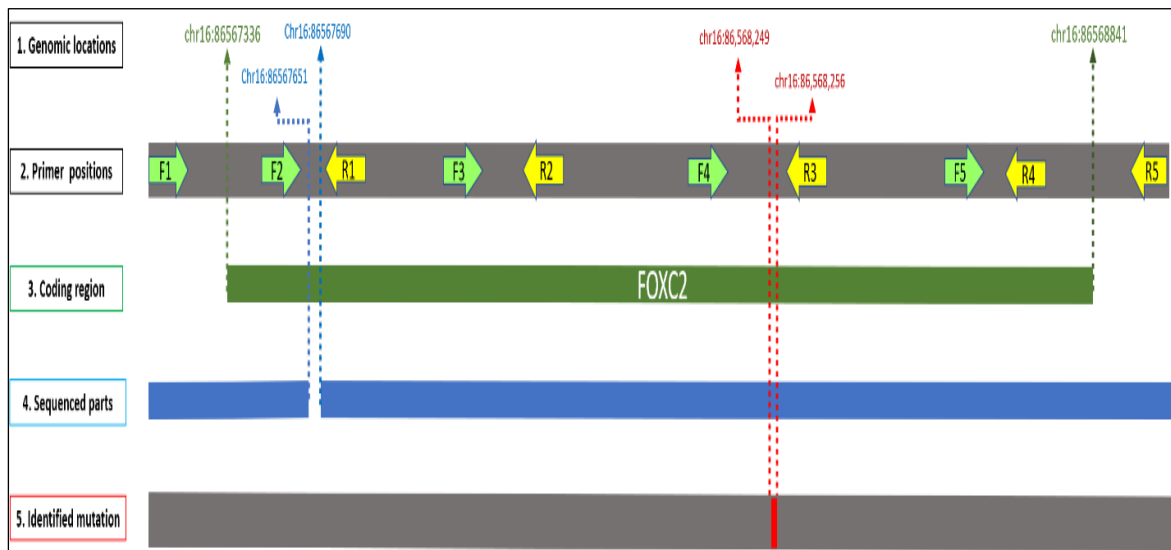 1. Genomic locations
chr16:86567336
Chr16:86567690
Chr16:86567651
chr16:86,568,249
chr16:86,568,256
chr16:86568841
2. Primer positions
F1
F2
R1
F3
R2
F4
R3
F5
R4
R5
3. Coding region
FOXC2
4. Sequenced parts
5. Identified mutation